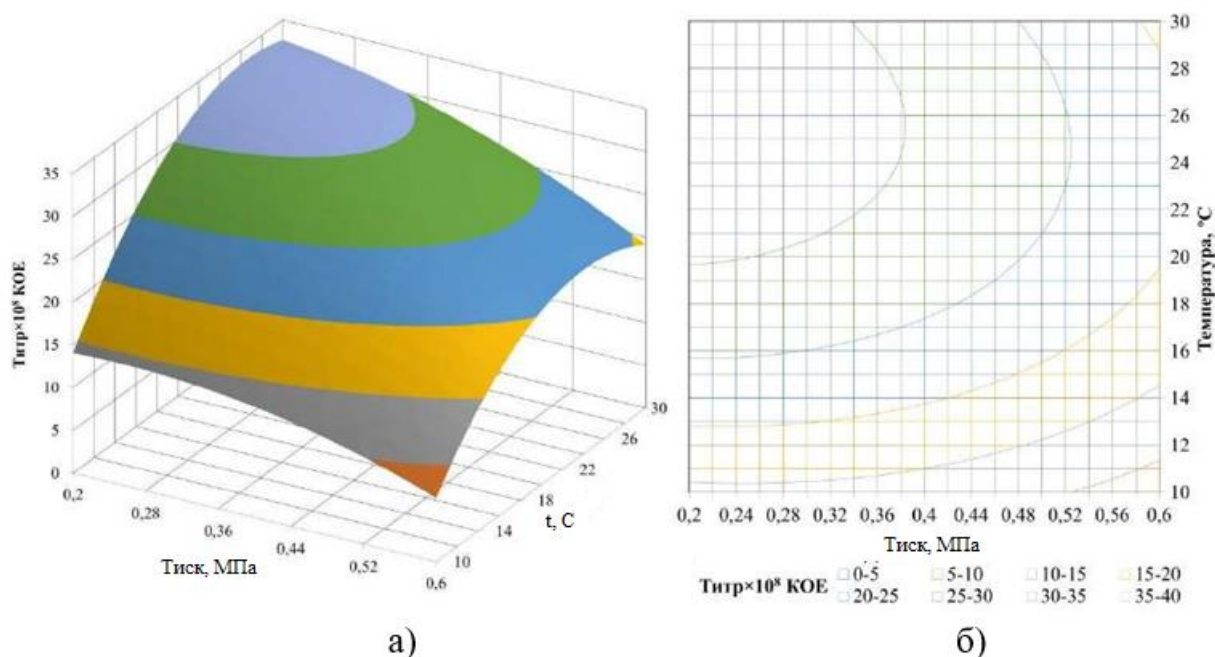 35
30
25
20
15
10
5
0
Титр×10⁸ КОЕ
0,2
0,28
0,36
0,44
0,52
0,6
Тиск, МПа
10
14
18
22
26
30
t, C
а)
30
28
26
24
22
20
18
16
14
12
10
Температура, °C
0,2 0,24 0,28 0,32 0,36 0,4 0,44 0,48 0,52 0,56 0,6
Тиск, МПа
Титр×10⁸ КОЕ
0-5 5-10 10-15 15-20
20-25 25-30 30-35 35-40
б)